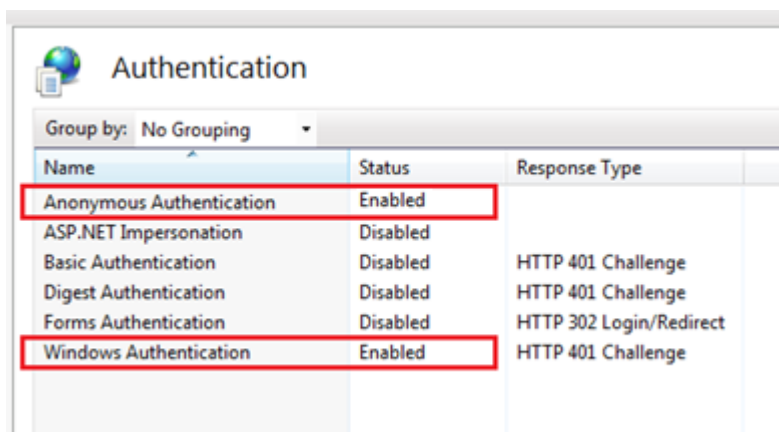 Authentication
Group by: No Grouping
Name Status Response Type
Anonymous Authentication Enabled
ASP.NET Impersonation Disabled
Basic Authentication Disabled HTTP 401 Challenge
Digest Authentication Disabled HTTP 401 Challenge
Forms Authentication Disabled HTTP 302 Login/Redirect
Windows Authentication Enabled HTTP 401 Challenge